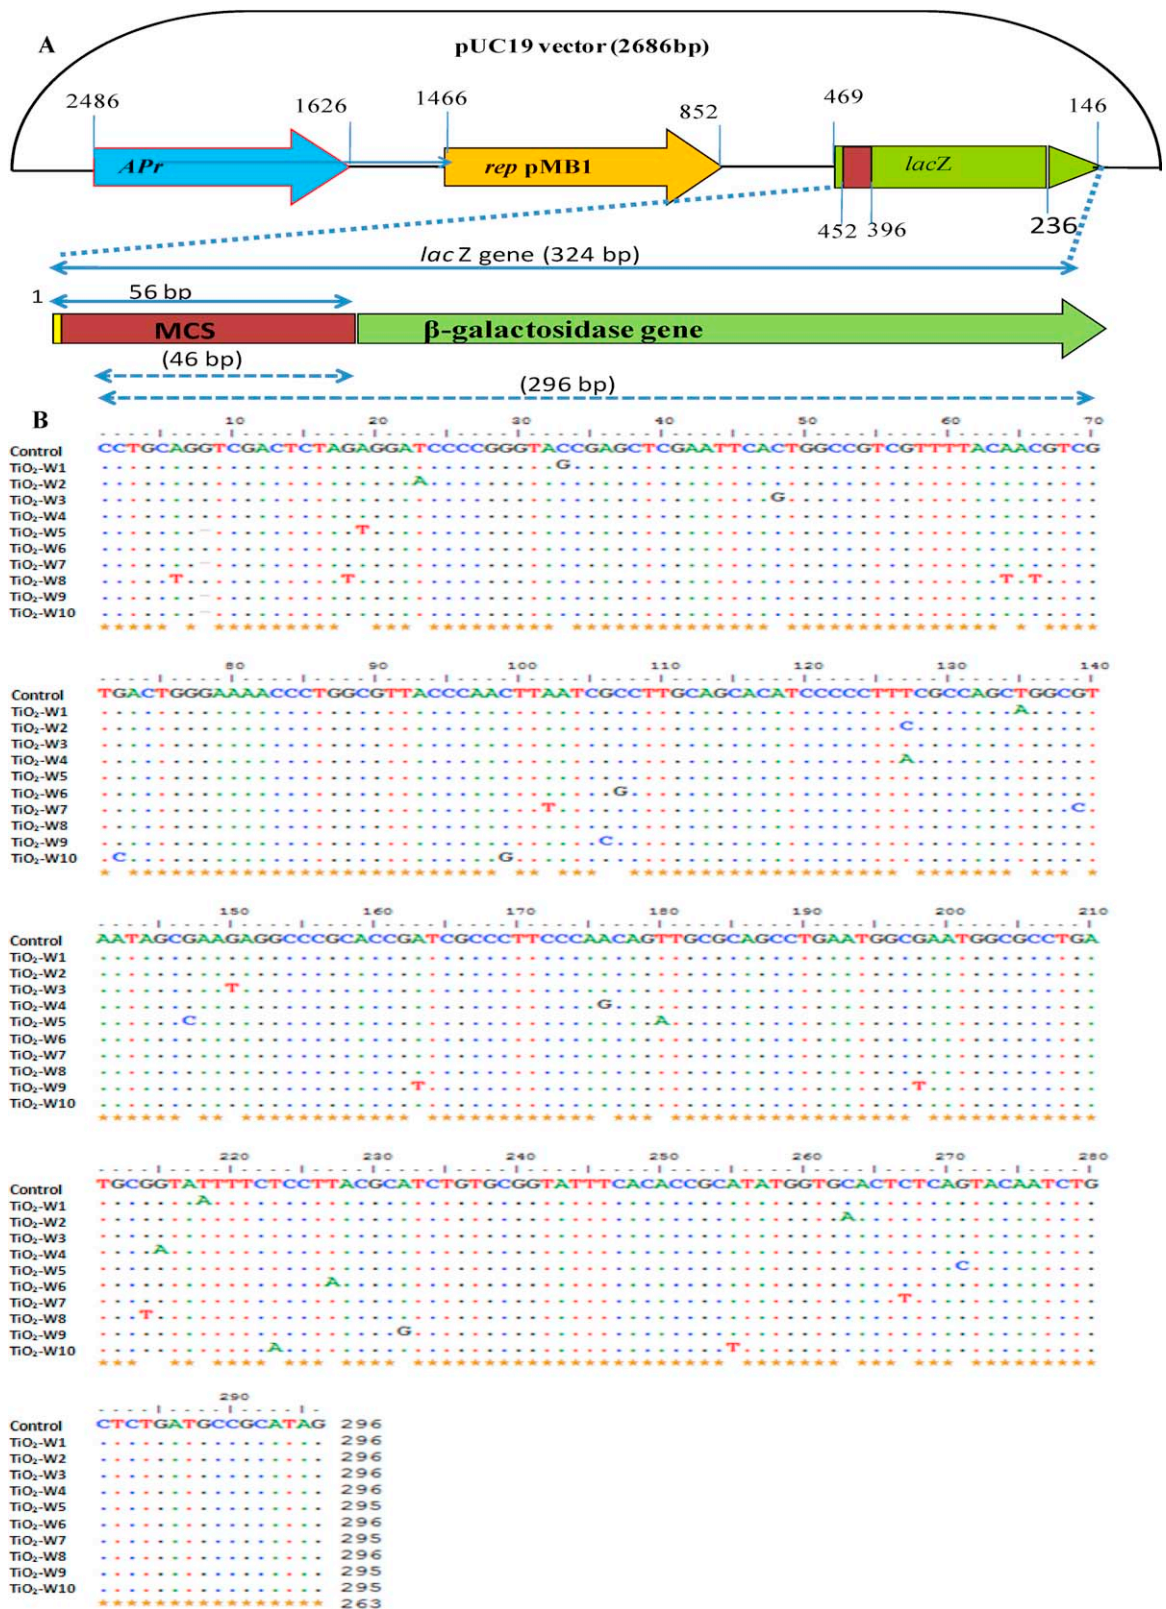 A
pUC19 vector (2686bp)
2486 1626 1466 852 469 146
APr rep pMB1 lacZ
452 396 236
lac Z gene (324 bp)
1 56 bp
MCS β-galactosidase gene
(46 bp)
(296 bp)
B
10 20 30 40 50 60 70
Control CCTGCAGGTCGACTCTAGAGGATCCCCGGGTACCGAGCTCGAATTCACTGGCCGTCGTTTTACAACGTCG
TiO₂-W1 G
TiO₂-W2 A
TiO₂-W3 G
TiO₂-W4
TiO₂-W5 - T
TiO₂-W6
TiO₂-W7 -
TiO₂-W8 T T T T
TiO₂-W9 -
TiO₂-W10 -
80 90 100 110 120 130 140
Control TGACTGGGAAAACCCTGGCGTTACCCAACTTAATCGCCTTGCAGCACATCCCCCTTTCGCCAGCTGGCGT
TiO₂-W1 A
TiO₂-W2 C
TiO₂-W3
TiO₂-W4 A
TiO₂-W5
TiO₂-W6 G
TiO₂-W7 T C
TiO₂-W8
TiO₂-W9 C
TiO₂-W10 C G
150 160 170 180 190 200 210
Control AATAGCGAAGAGGCCCGCACCGATCGCCCTTCCCAACAGTTGCGCAGCCTGAATGGCGAATGGCGCCTGA
TiO₂-W1
TiO₂-W2
TiO₂-W3 T
TiO₂-W4 G
TiO₂-W5 C A
TiO₂-W6
TiO₂-W7
TiO₂-W8
TiO₂-W9 T T
TiO₂-W10
220 230 240 250 260 270 280
Control TGCGGTATTTTCTCCTTACGCATCTGTGCGGTATTTCACACCGCATATGGTGCACTCTCAGTACAATCTG
TiO₂-W1 A
TiO₂-W2 A
TiO₂-W3
TiO₂-W4 A
TiO₂-W5 C
TiO₂-W6 A
TiO₂-W7 T
TiO₂-W8 T
TiO₂-W9 G
TiO₂-W10 A T
290
Control CTCTGATGCCGCATAG 296
TiO₂-W1 296
TiO₂-W2 296
TiO₂-W3 296
TiO₂-W4 296
TiO₂-W5 295
TiO₂-W6 296
TiO₂-W7 295
TiO₂-W8 296
TiO₂-W9 295
TiO₂-W10 295
263